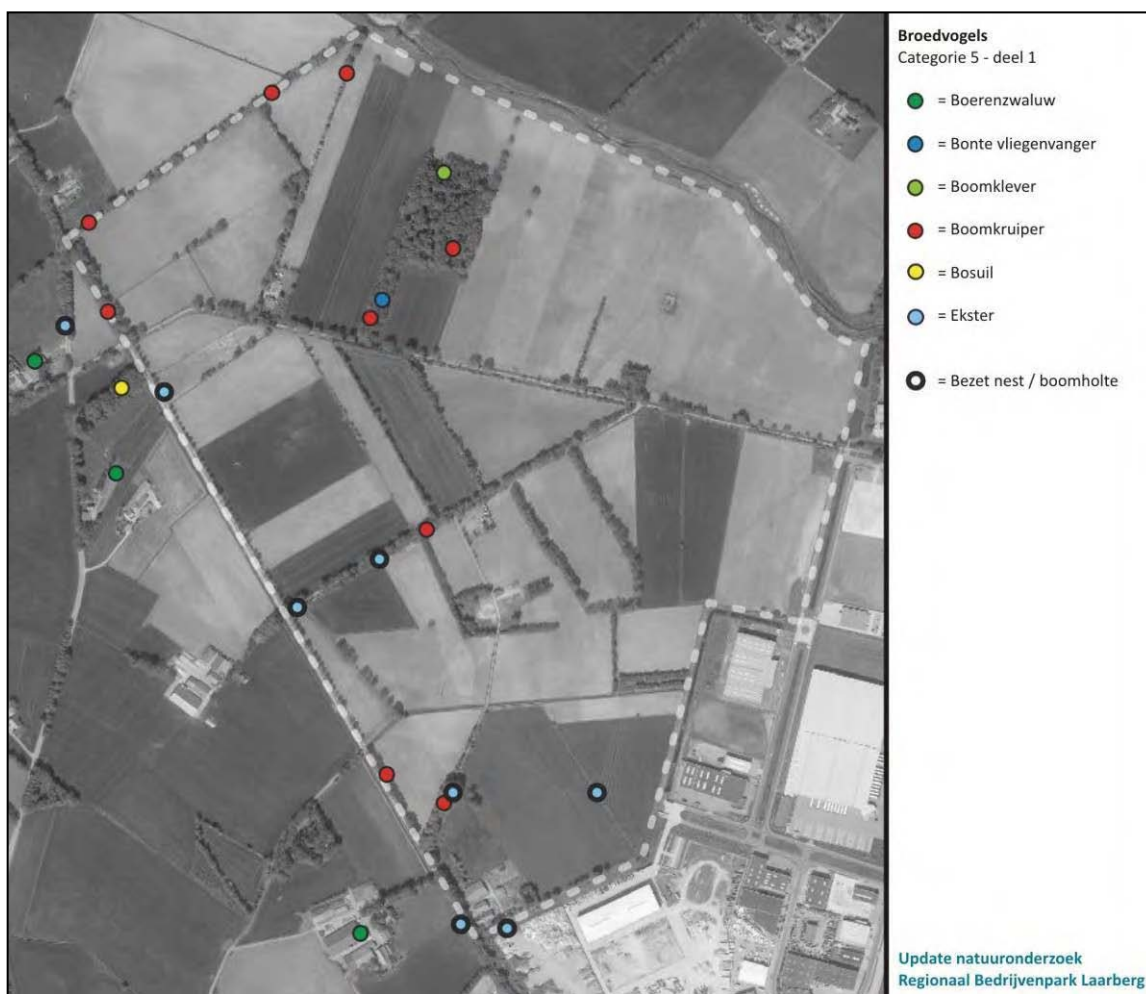 Broedvogels
Categorie 5 - deel 1
= Boerenzwaluw
= Bonte vliegenvanger
= Boomklever
= Boomkruiper
= Bosuil
= Ekster
= Bezet nest / boomholte
Update natuuronderzoek
Regionaal Bedrijvenpark Laarberg